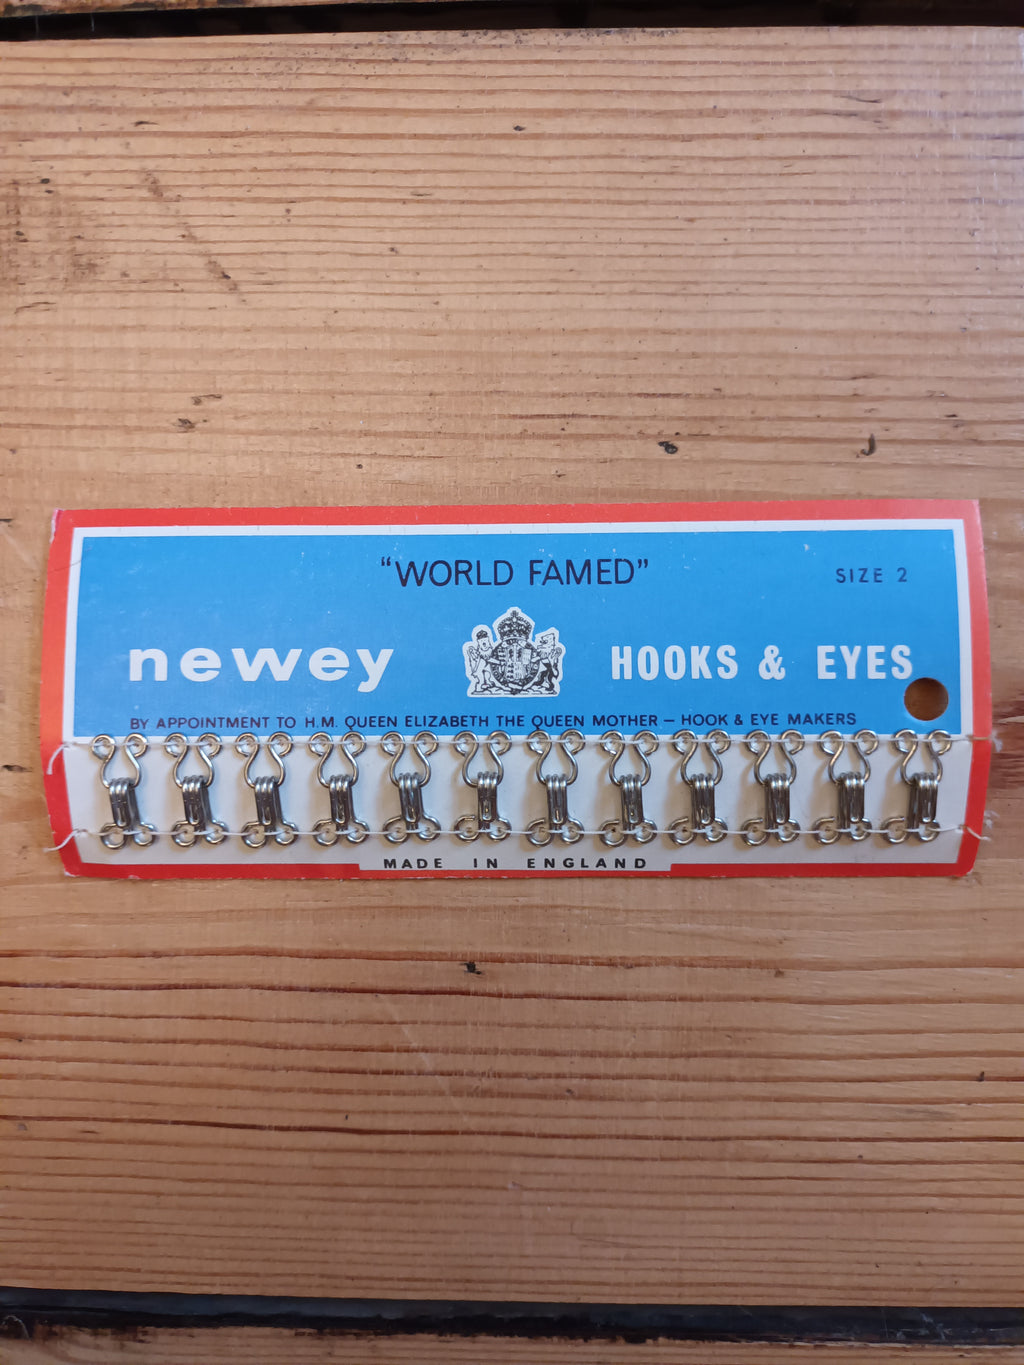 “WORLD FAMED”
SIZE 2
newey
HOOKS & EYES
BY APPOINTMENT TO H.M. QUEEN ELIZABETH THE QUEEN MOTHER – HOOK & EYE MAKERS
MADE IN ENGLAND